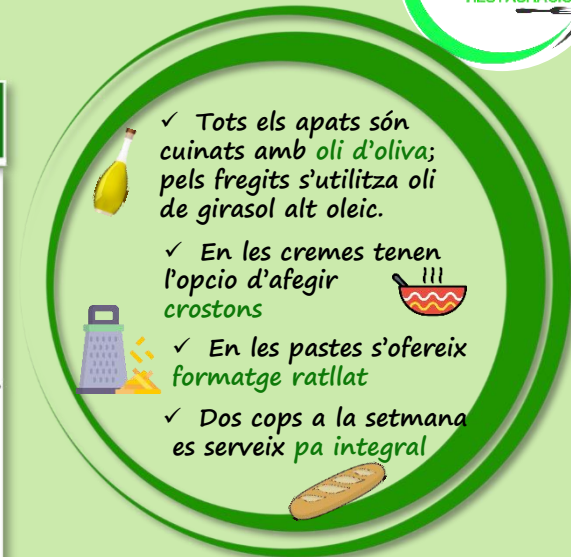 ✓ Tots els apats són
cuinats amb oli d'oliva;
pels fregits s'utilitza oli
de girasol alt oleic.
✓ En les cremes tenen
l'opcio d'afegir
crostons
✓ En les pastes s'ofereix
formatge ratllat
✓ Dos cops a la setmana
es serveix pa integral